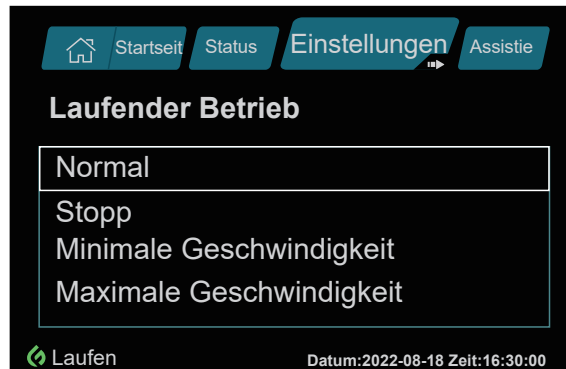 Startseit Status Einstellungen Assistie
Laufender Betrieb
Normal
Stopp
Minimale Geschwindigkeit
Maximale Geschwindigkeit
Laufen Datum:2022-08-18 Zeit:16:30:00